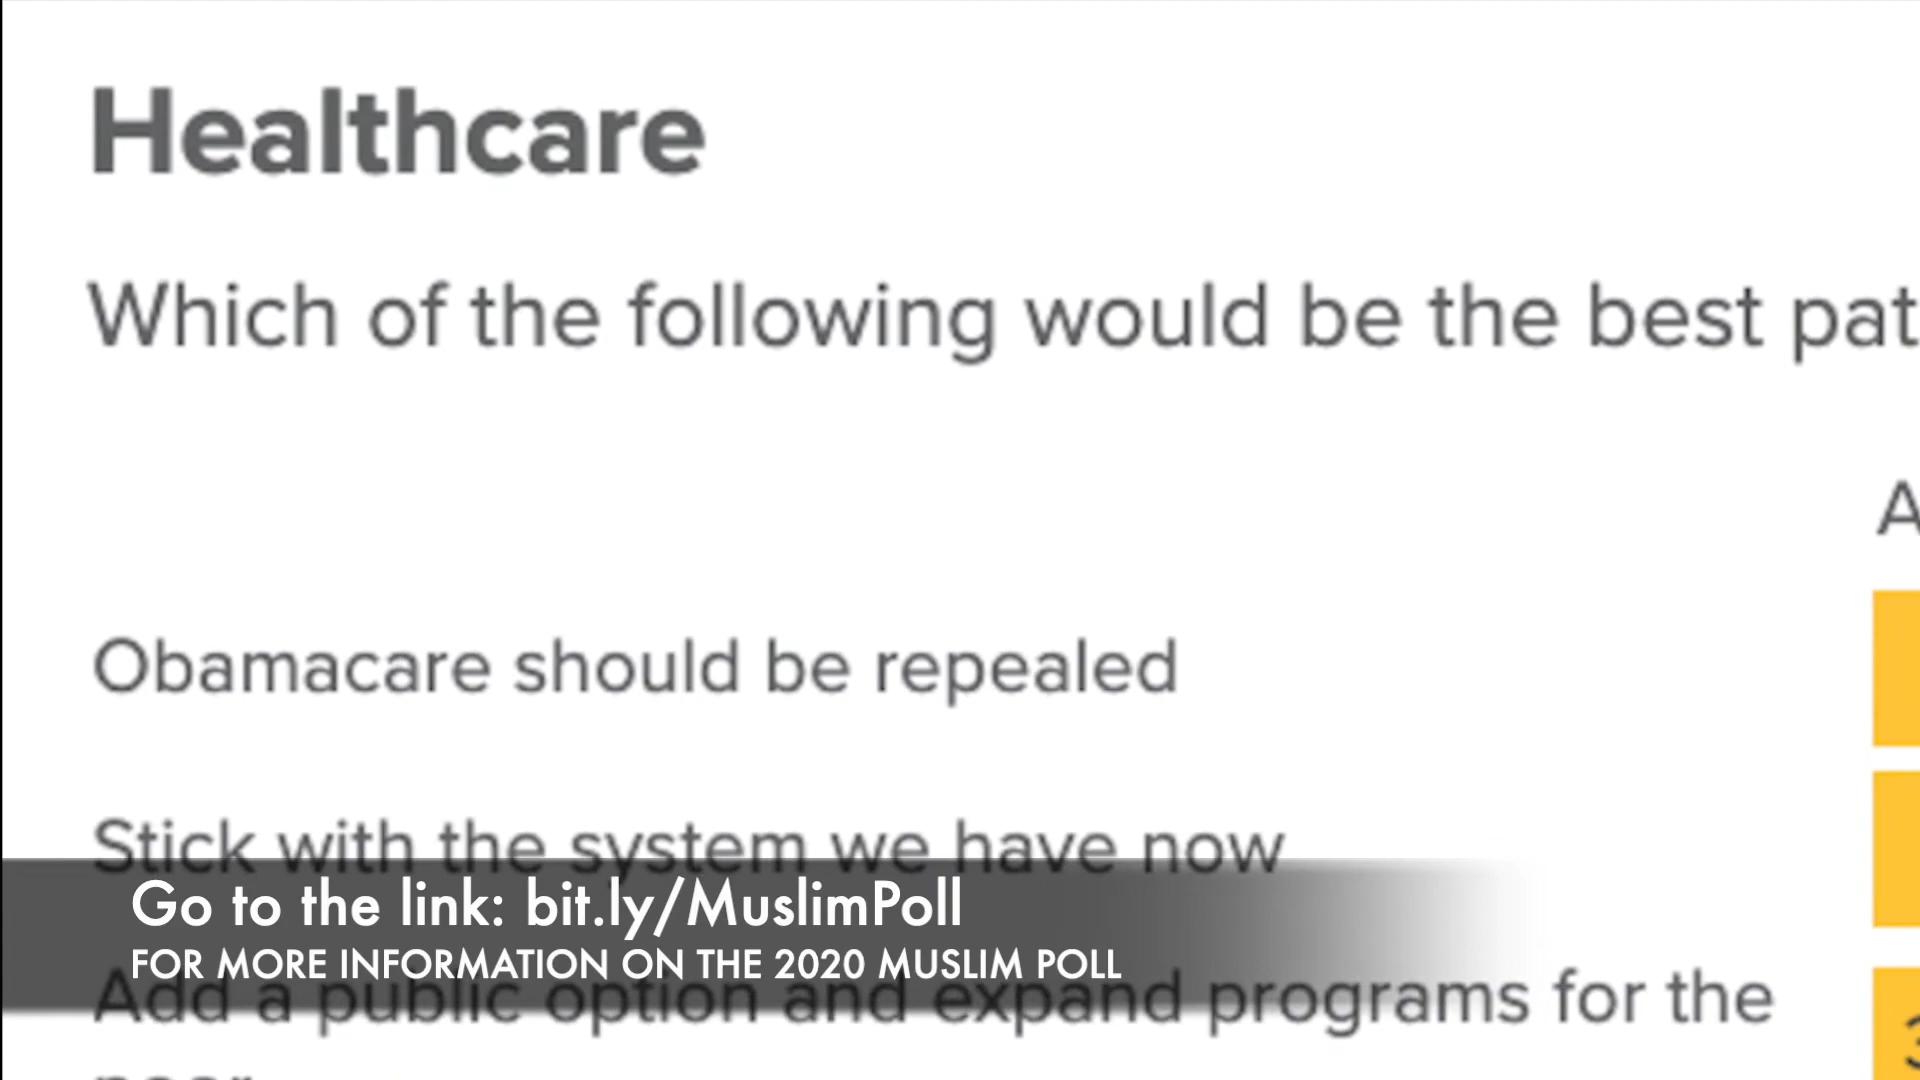 Healthcare
Which of the following would be the best pat
A
Obamacare should be repealed
Stick with the system we have now
Go to the link: bit.ly/MuslimPoll
FOR MORE INFORMATION ON THE 2020 MUSLIM POLL
Add a public option and expand programs for the